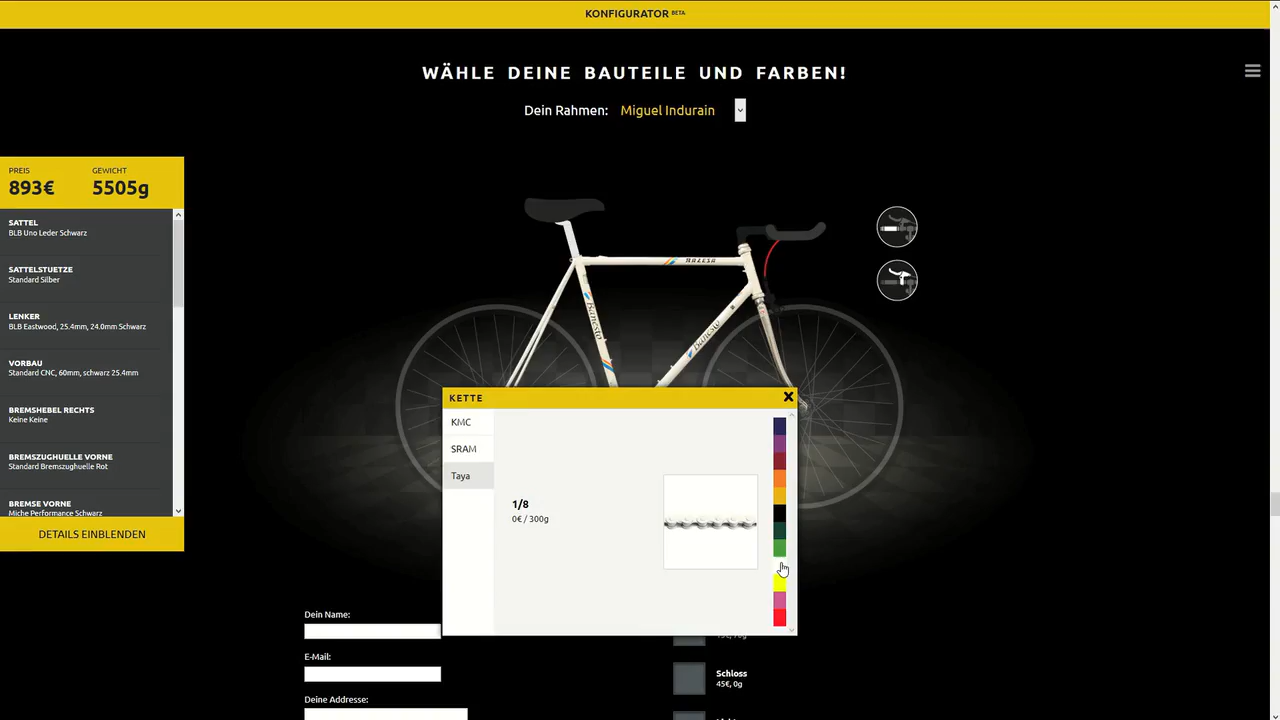 KONFIGURATOR BETA
WÄHLE DEINE BAUTEILE UND FARBEN!
Dein Rahmen: Miguel Indurain
PREIS
893€
GEWICHT
5505g
SATTEL
BLB Uno Leder Schwarz
SATTELSTUETZE
Standard Silber
LENKER
BLB Eastwood, 25.4mm, 24.0mm Schwarz
VORBAU
Standard CNC, 60mm, schwarz 25.4mm
BREMSHEBEL RECHTS
Keine Keine
BREMSZUGHUELLE VORNE
Standard Bremszughuelle Rot
BREMSE VORNE
Miche Performance Schwarz
DETAILS EINBLENDEN
Banesto
Banesto
KETTE
KMC
SRAM
Taya
1/8
0€ / 300g
Dein Name:
E-Mail:
Deine Addresse:
Schloss
45€, 0g